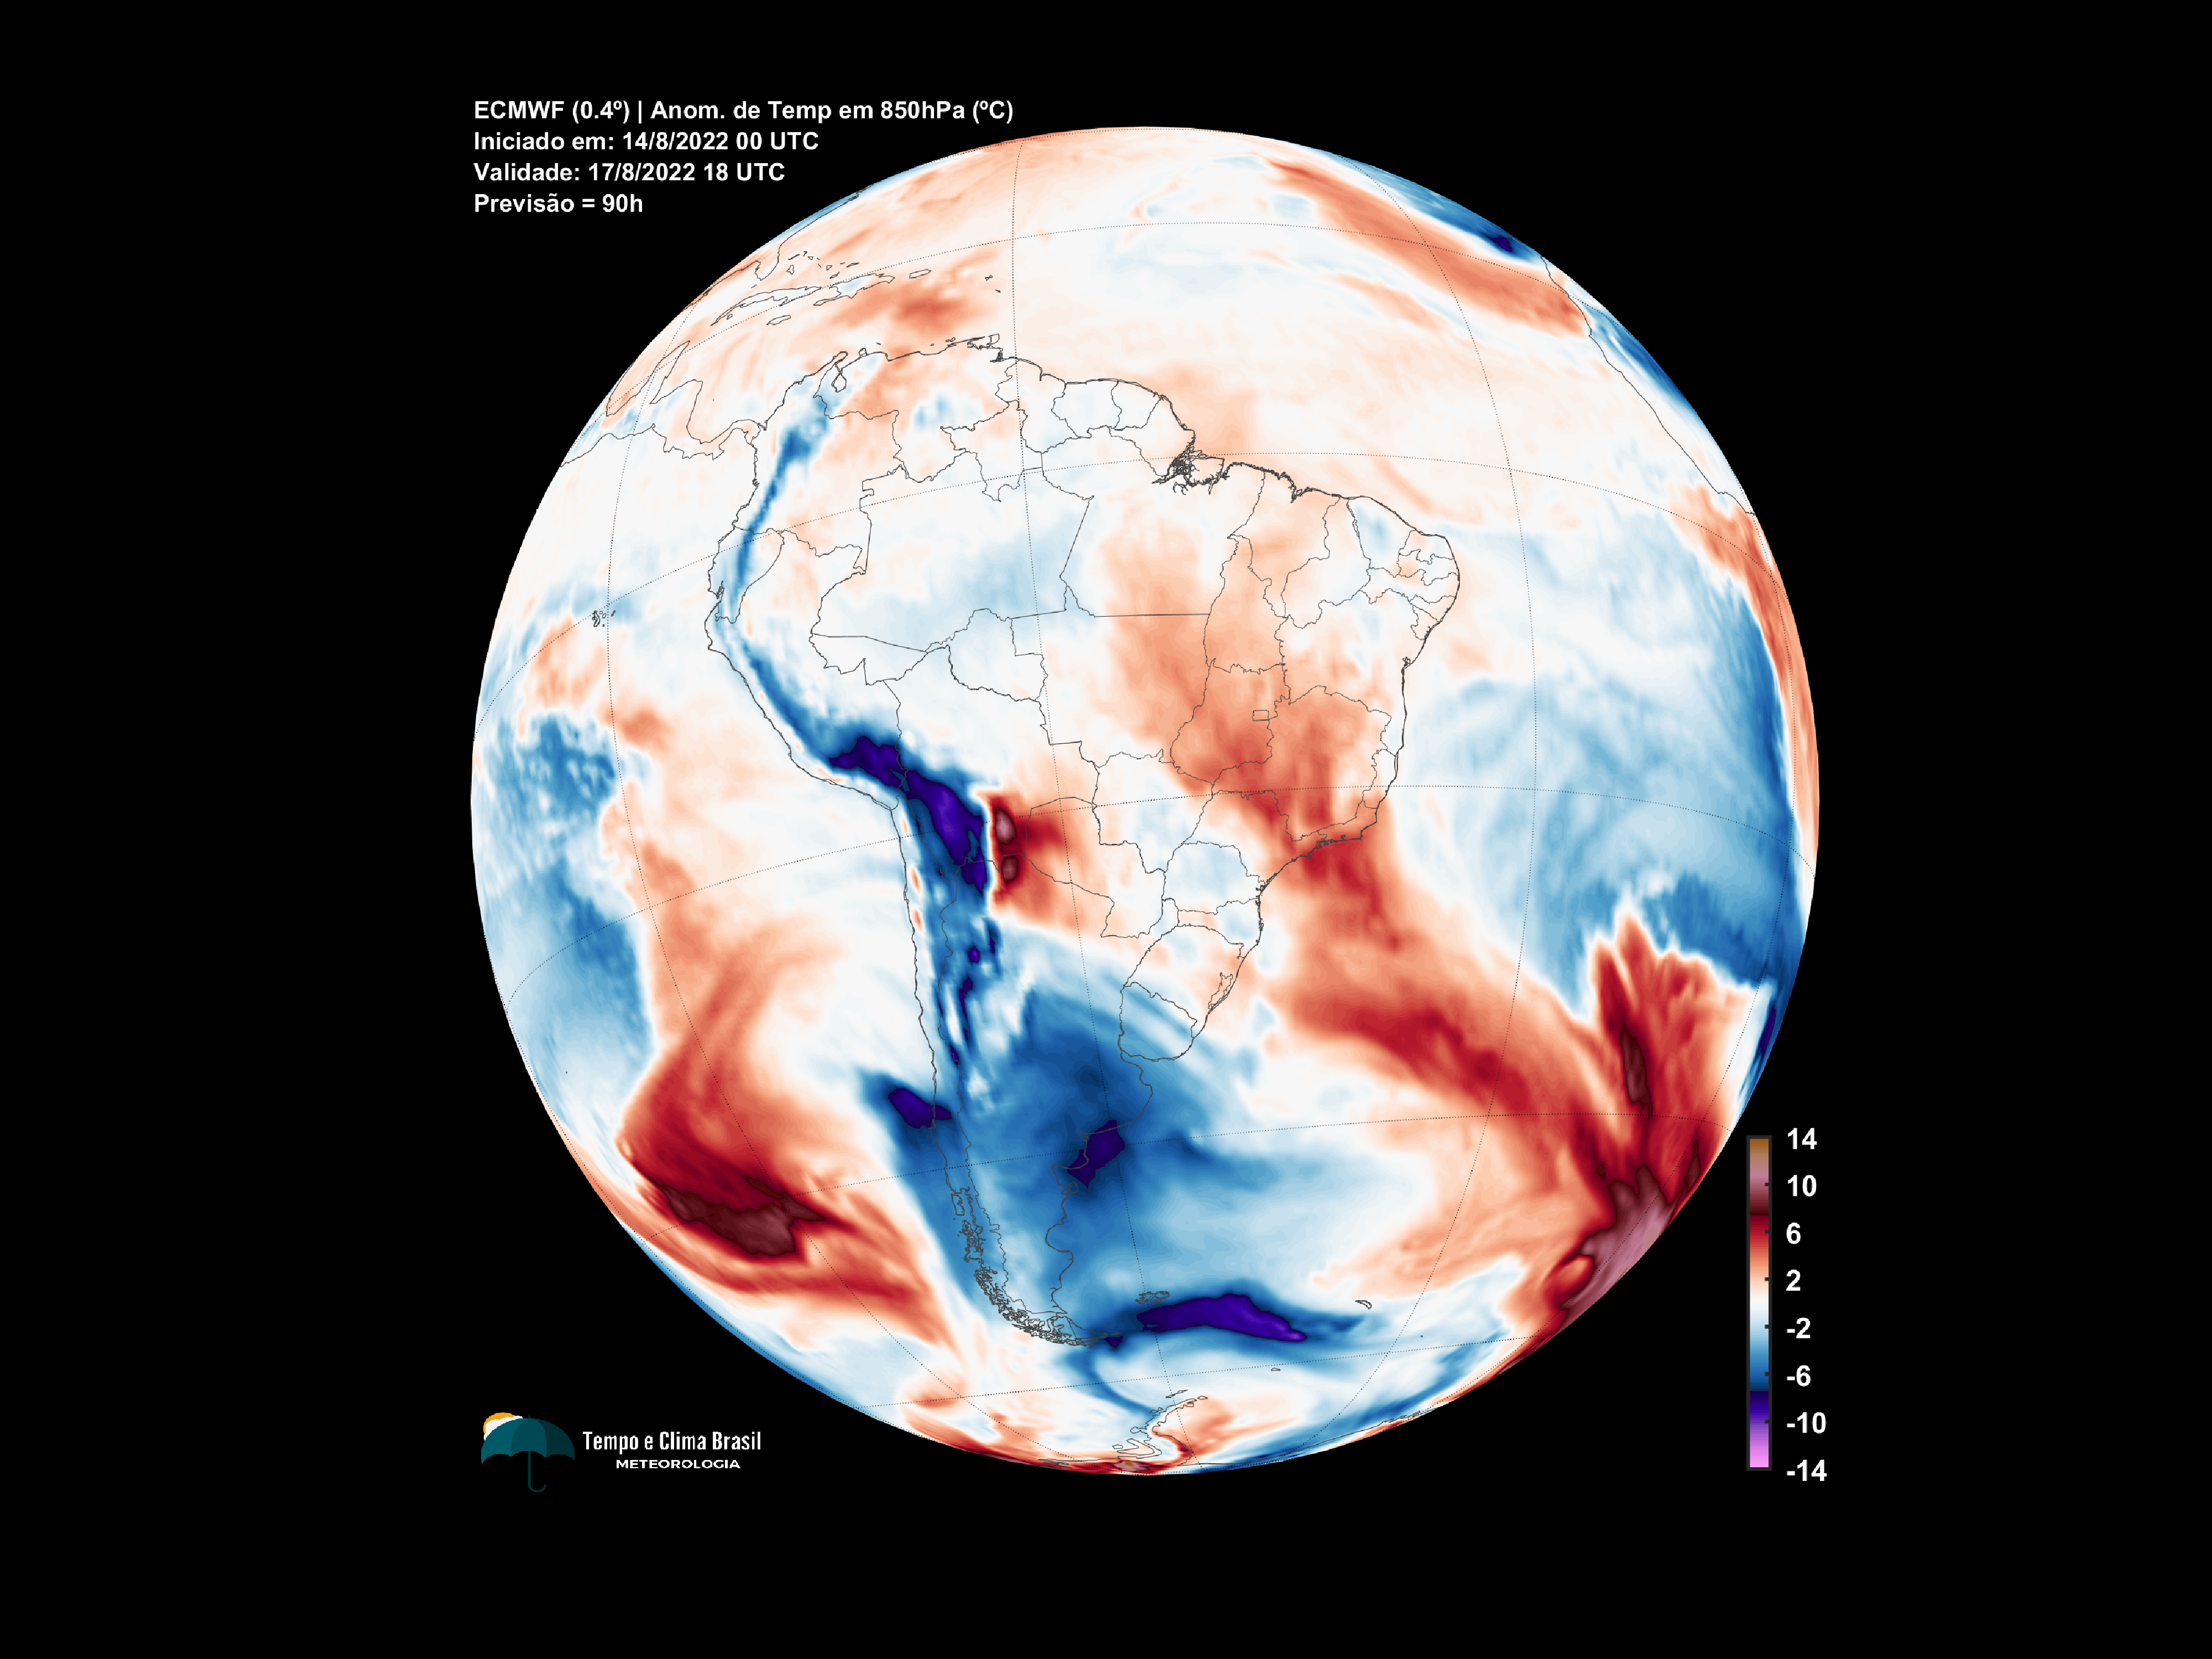 ECMWF (0.4º) | Anom. de Temp em 850hPa (ºC)
Iniciado em: 14/8/2022 00 UTC
Validade: 17/8/2022 18 UTC
Previsão = 90h
14
10
6
2
-2
-6
-10
-14
Tempo e Clima Brasil
METEOROLOGIA